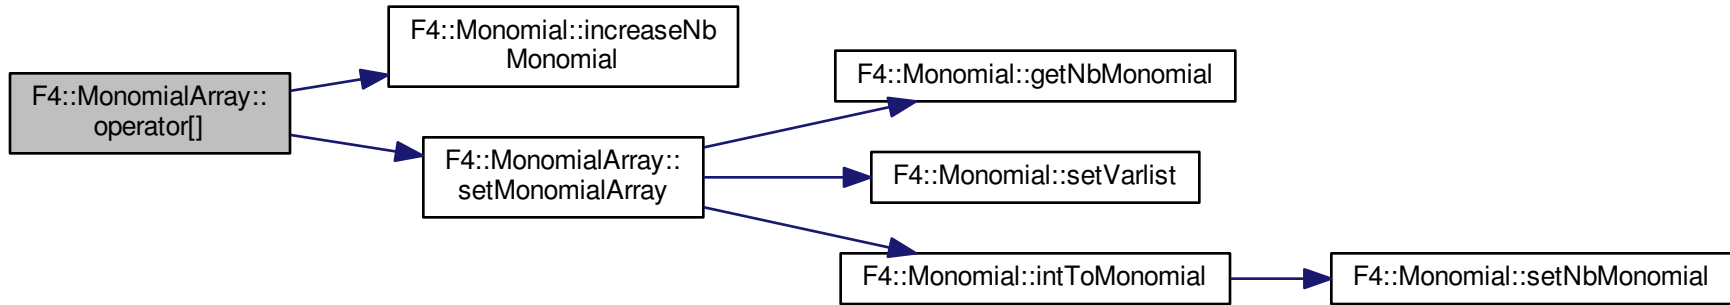 F4::MonomialArray::
operator[]
F4::Monomial::increaseNb
Monomial
F4::MonomialArray::
setMonomialArray
F4::Monomial::getNbMonomial
F4::Monomial::setVarlist
F4::Monomial::intToMonomial
F4::Monomial::setNbMonomial